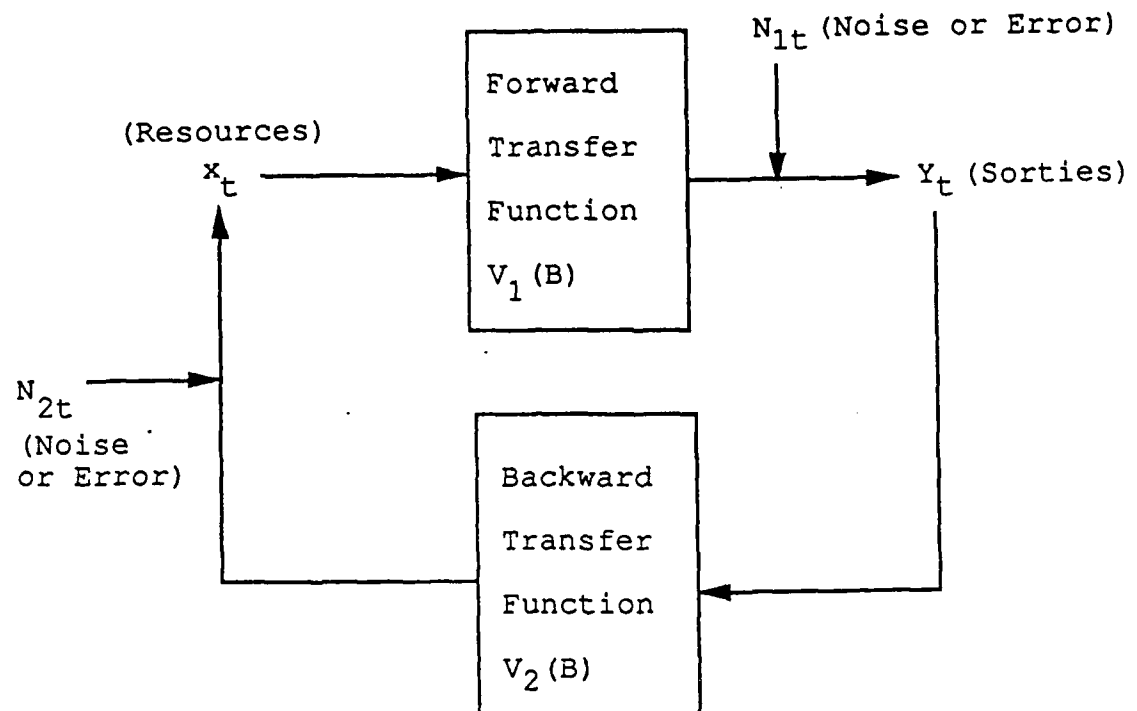 N1t (Noise or Error)
Forward
Transfer
Function
V1(B)
(Resources)
xt
Yt (Sorties)
N2t
(Noise
or Error)
Backward
Transfer
Function
V2(B)